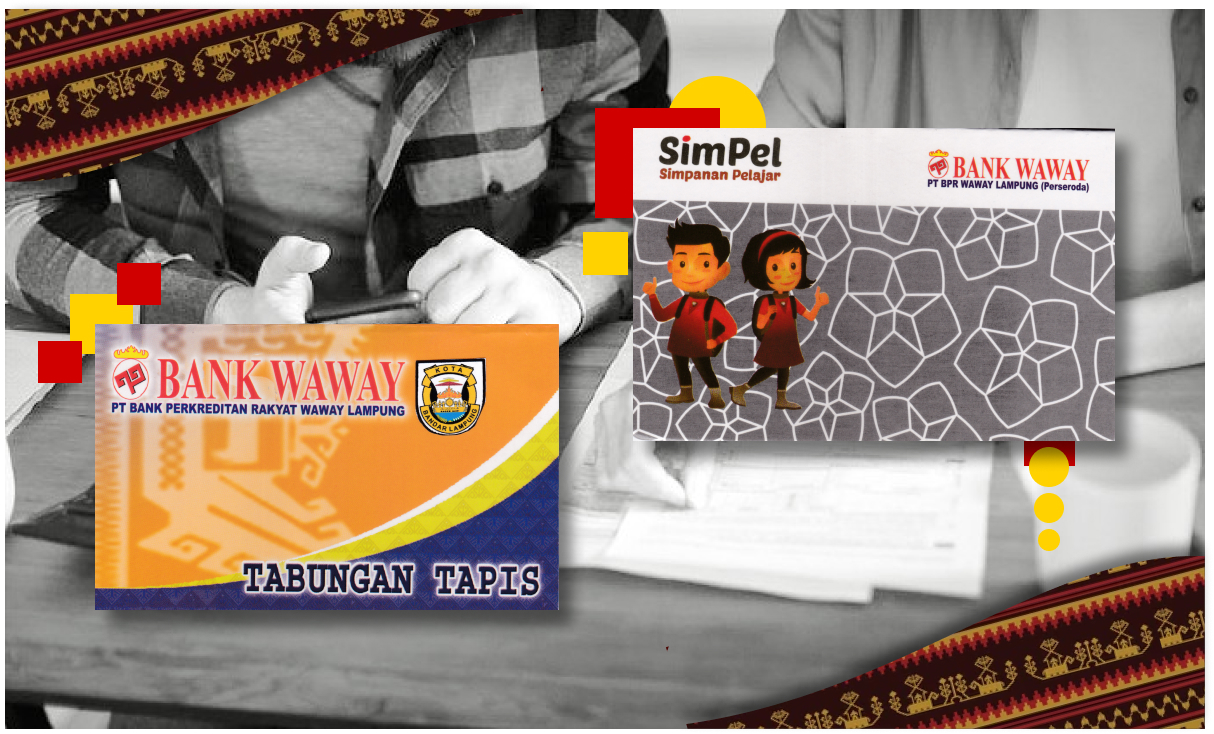 SimPel
Simpanan Pelajar
BANK WAWAY
PT BPR WAWAY LAMPUNG (Perseroda)
BANK WAWAY
PT BANK PERKREDITAN RAKYAT WAWAY LAMPUNG
KOTA
BANDAR LAMPUNG
TABUNGAN TAPIS